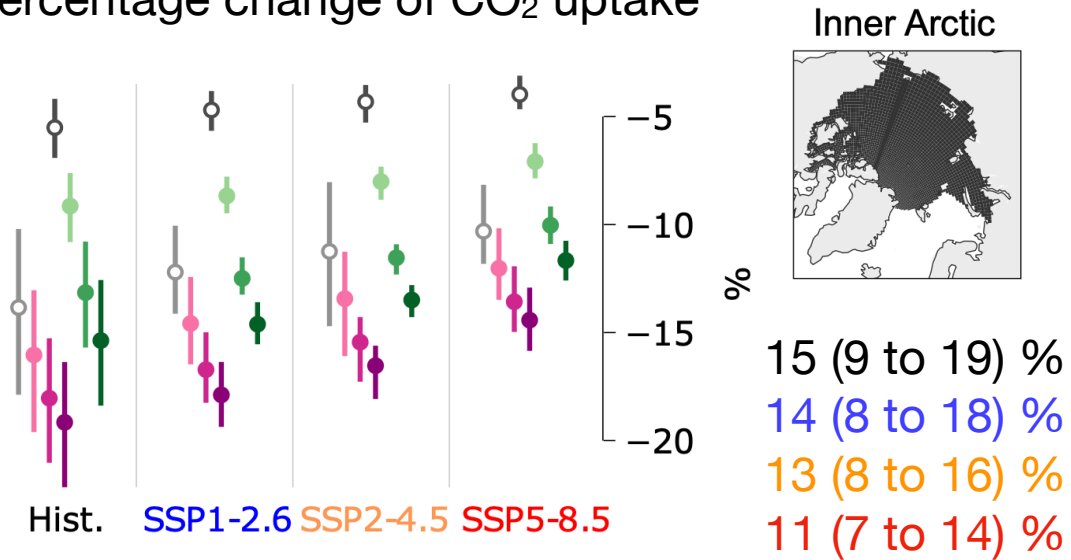 ercentage change of CO₂ uptake
Inner Arctic
−5
−10
−15
−20
%
Hist. SSP1-2.6 SSP2-4.5 SSP5-8.5
15 (9 to 19) %
14 (8 to 18) %
13 (8 to 16) %
11 (7 to 14) %